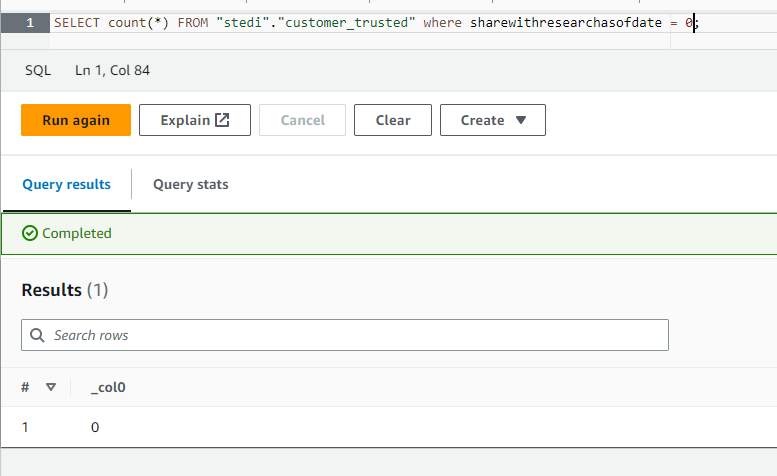 1 SELECT count(*) FROM "stedi"."customer_trusted" where sharewithresearchasofdate = 0;
SQL Ln 1, Col 84
Run again Explain Cancel Clear Create
Query results Query stats
Completed
Results (1)
Search rows
# _col0
1 0